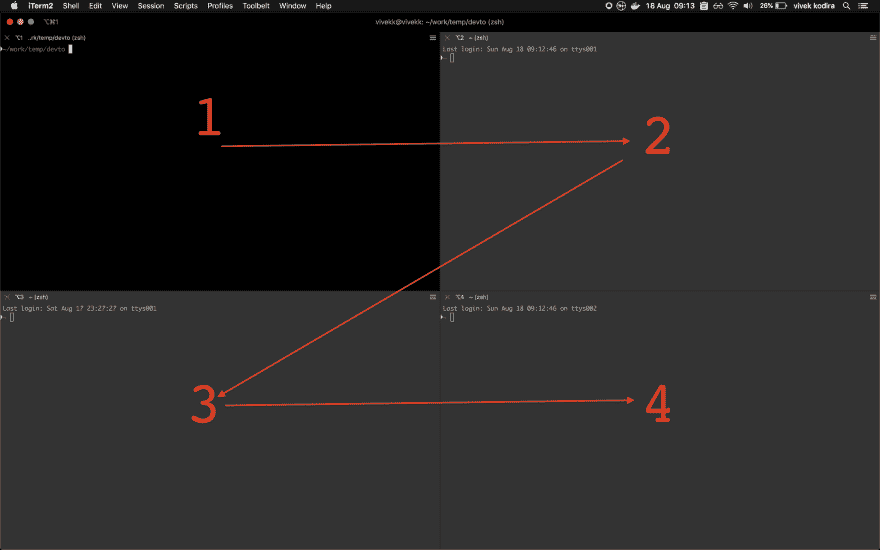 iTerm2 Shell Edit View Session Scripts Profiles Toolbelt Window Help 18 Aug 09:13 26% vivek kodira
⌥⌘1 vivekk@vivekk: ~/work/temp/devto (zsh)
⌥1 ..rk/temp/devto (zsh)
~/work/temp/devto
1
⌥2 ~ (zsh)
Last login: Sun Aug 18 09:12:46 on ttys001
~
2
⌥3 ~ (zsh)
Last login: Sat Aug 17 23:27:27 on ttys001
~
3
⌥4 ~ (zsh)
Last login: Sun Aug 18 09:12:46 on ttys002
~
4